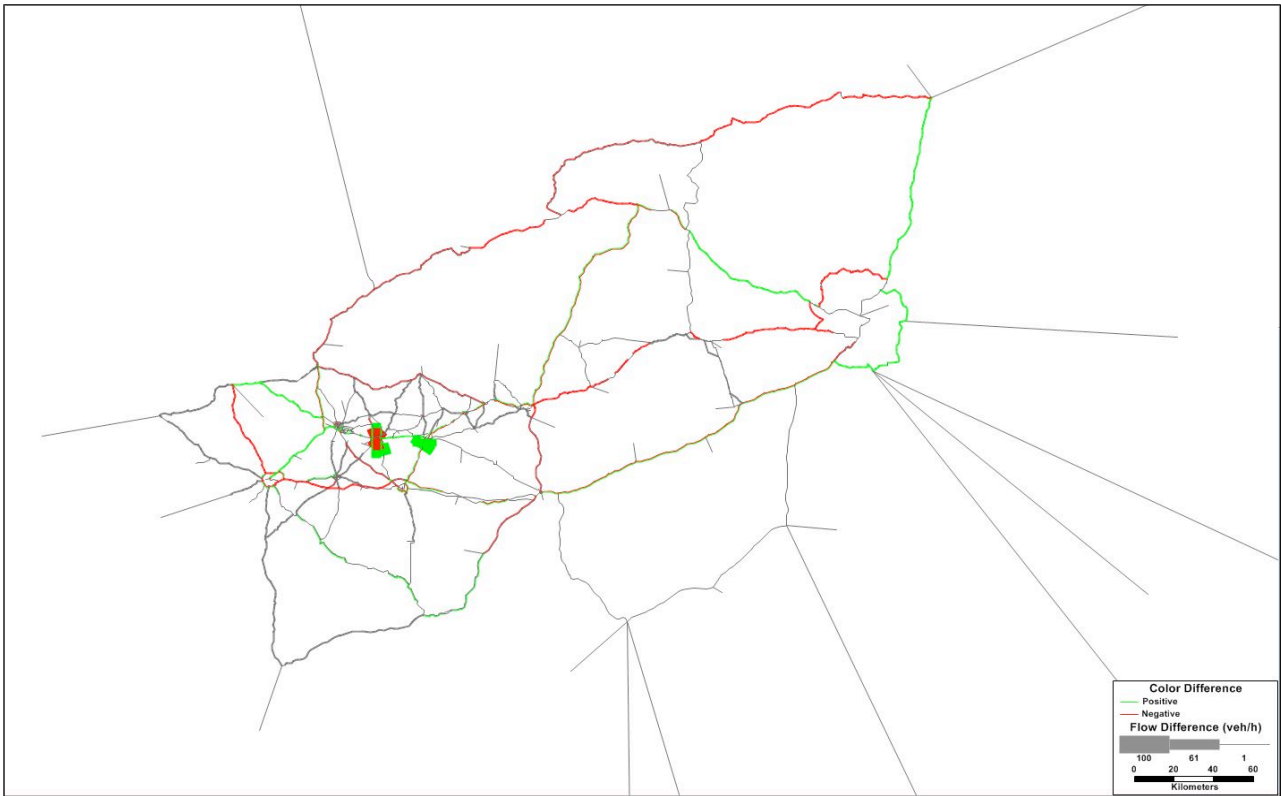 Color Difference
Positive
Negative
Flow Difference (veh/h)
100 61 1
0 20 40 60
Kilometers